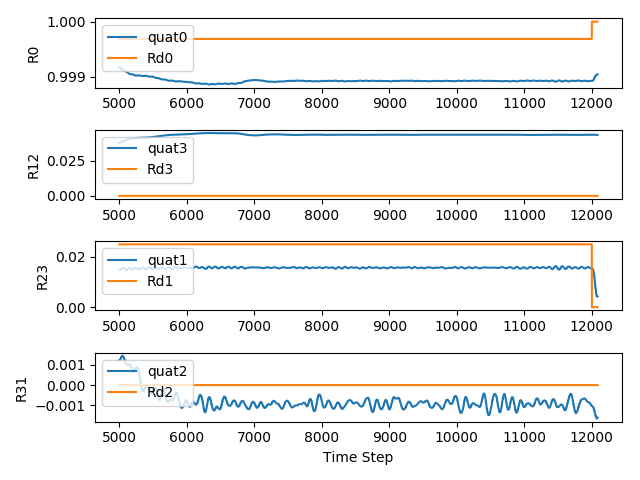 1.000
0.999
R0
quat0
Rd0
5000 6000 7000 8000 9000 10000 11000 12000
0.025
0.000
R12
quat3
Rd3
5000 6000 7000 8000 9000 10000 11000 12000
0.02
0.00
R23
quat1
Rd1
5000 6000 7000 8000 9000 10000 11000 12000
0.001
0.000
−0.001
R31
quat2
Rd2
5000 6000 7000 8000 9000 10000 11000 12000
Time Step